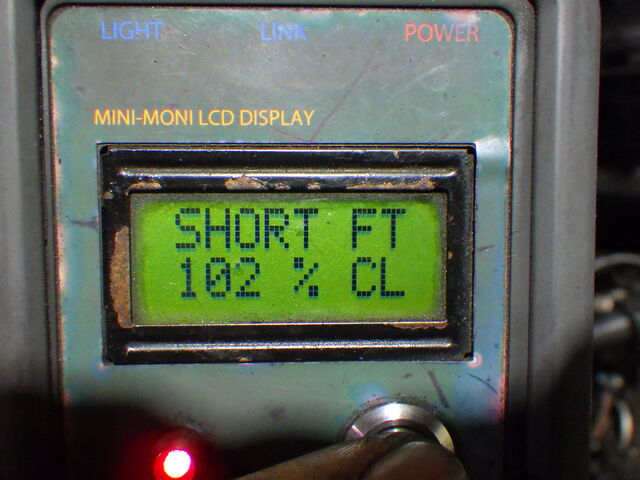 LIGHT LINK POWER
MINI-MONI LCD DISPLAY
SHORT FT
102 % CL